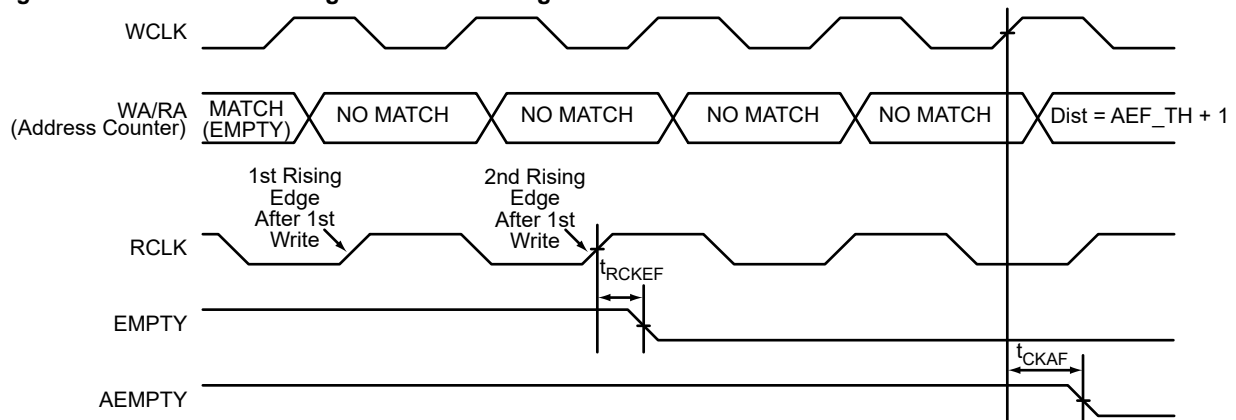 WCLK
WA/RA
(Address Counter)
MATCH
(EMPTY)
NO MATCH
NO MATCH
NO MATCH
NO MATCH
Dist = AEF_TH + 1
1st Rising
Edge
After 1st
Write
2nd Rising
Edge
After 1st
Write
RCLK
tRCKEF
EMPTY
tCKAF
AEMPTY